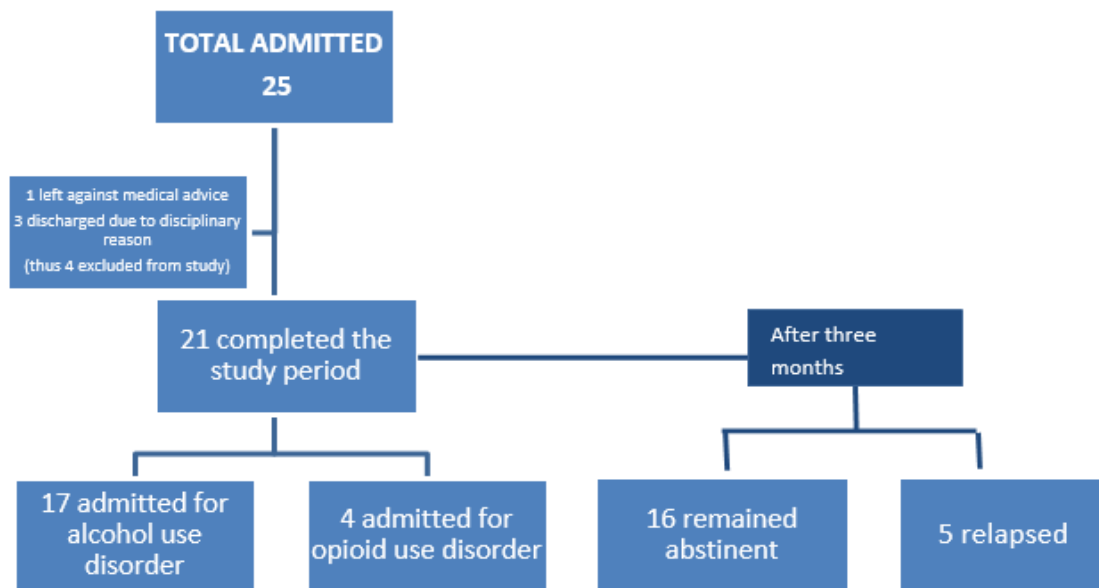 TOTAL ADMITTED
25
1 left against medical advice
3 discharged due to disciplinary
reason
(thus 4 excluded from study)
21 completed the
study period
After three
months
17 admitted for
alcohol use
disorder
4 admitted for
opioid use disorder
16 remained
abstinent
5 relapsed